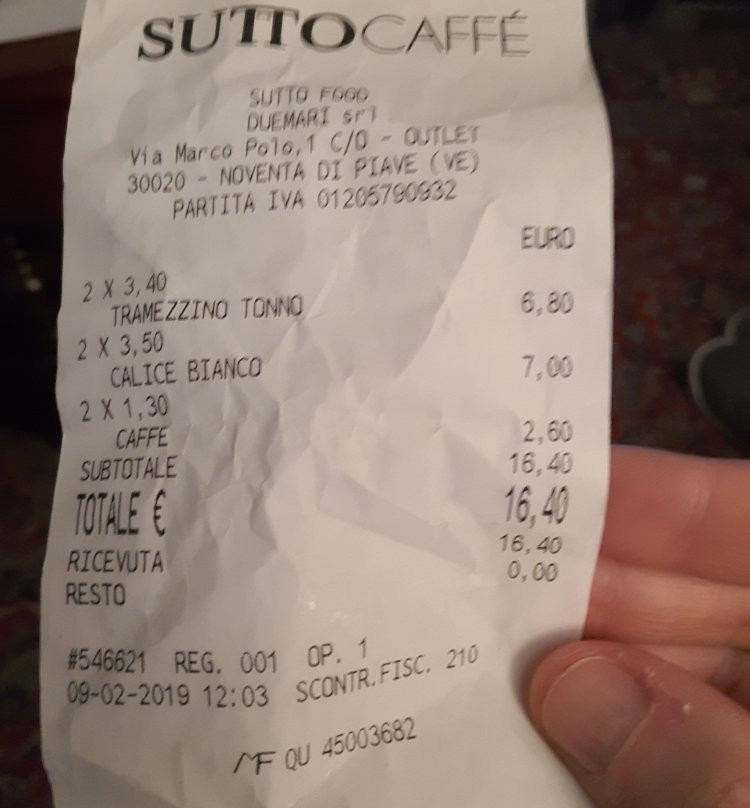 SUTTOCAFFÉ
SUTTO FOOD
DUEMARI srl
Via Marco Polo,1 C/O - OUTLET
30020 - NOVENTA DI PIAVE (VE)
PARTITA IVA 01205790932
EURO
2 X 3,40
TRAMEZZINO TONNO 6,80
2 X 3,50
CALICE BIANCO 7,00
2 X 1,30
CAFFE 2,60
SUBTOTALE 16,40
TOTALE € 16,40
RICEVUTA 16,40
RESTO 0,00
#546621 REG. 001 OP. 1
09-02-2019 12:03 SCONTR.FISC. 210
MF QU 45003682